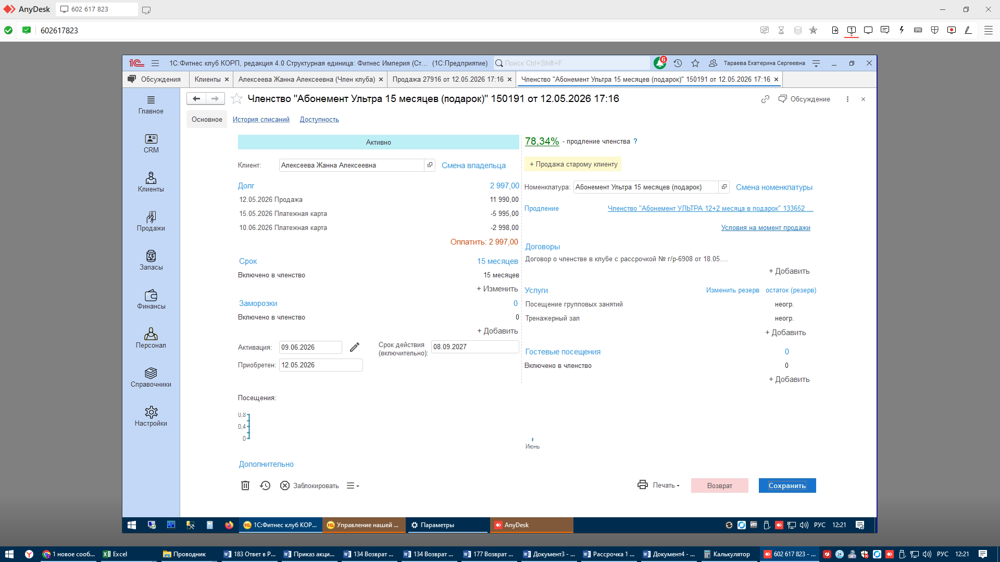 AnyDesk
602 617 823
602617823
1С:Фитнес клуб КОРП, редакция 4.0 Структурная единица: Фитнес Империя (Ст... (1С:Предприятие)
Поиск Ctrl+Shift+F
6
Тараева Екатерина Сергеевна
Обсуждения
Клиенты
Алексеева Жанна Алексеевна (Член клуба)
Продажа 27916 от 12.05.2026 17:16
Членство "Абонемент Ультра 15 месяцев (подарок)" 150191 от 12.05.2026 17:16
Главное
CRM
Клиенты
Продажи
Запасы
Финансы
Персонал
Справочники
Настройки
Членство "Абонемент Ультра 15 месяцев (подарок)" 150191 от 12.05.2026 17:16
Обсуждение
Основное
История списаний
Доступность
Активно
Клиент: Алексеева Жанна Алексеевна
Смена владельца
Долг 2 997,00
12.05.2026 Продажа 11 990,00
15.05.2026 Платежная карта -5 995,00
10.06.2026 Платежная карта -2 998,00
Оплатить: 2 997,00
Срок 15 месяцев
Включено в членство 15 месяцев
+ Изменить
Заморозки 0
Включено в членство 0
+ Добавить
Активация: 09.06.2026
Срок действия
(включительно): 08.09.2027
Приобретен: 12.05.2026
78,34% - продление членства ?
+ Продажа старому клиенту
Номенклатура: Абонемент Ультра 15 месяцев (подарок)
Смена номенклатуры
Продление
Членство "Абонемент УЛЬТРА 12+2 месяца в подарок" 133652 ...
Условия на момент продажи
Договоры
Договор о членстве в клубе с рассрочкой № г/р-6908 от 18.05....
+ Добавить
Услуги
Изменить резерв
остаток (резерв)
Посещение групповых занятий неогр.
Тренажерный зал неогр.
+ Добавить
Гостевые посещения 0
Включено в членство 0
+ Добавить
Посещения:
0,8
0,4
0
Июнь
Дополнительно
Заблокировать
Печать
Возврат
Сохранить
1С:Фитнес клуб КОР...
Управление нашей ...
Параметры
AnyDesk
РУС
12:21
1 новое сооб...
Excel
Проводник
183 Ответ в Р...
Приказ акци...
134 Возврат ...
134 Возврат ...
177 Возврат ...
Документ3 - ...
Рассрочка 1 ...
Документ4 - ...
Калькулятор
602 617 823 - ...
РУС
12:21